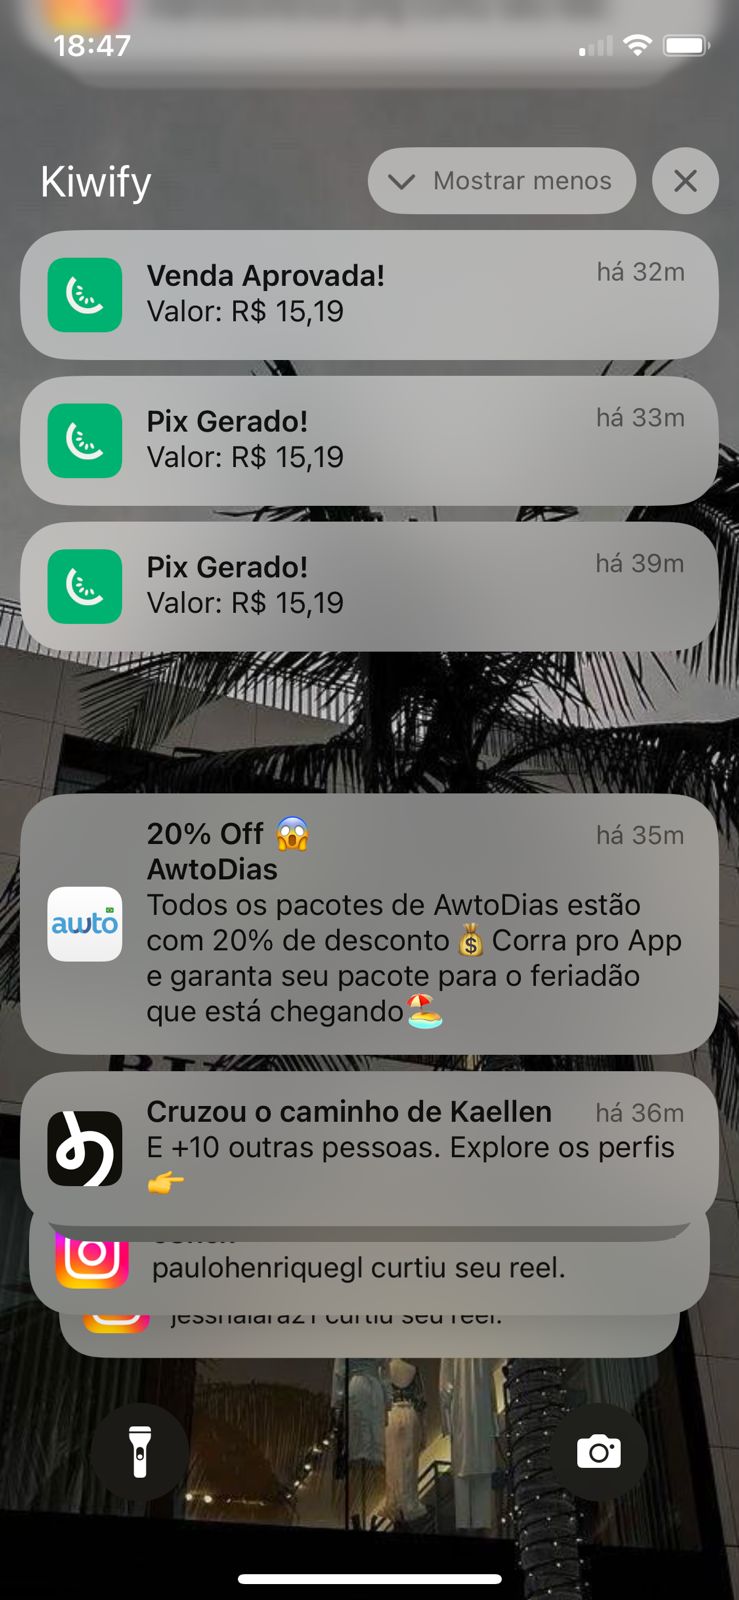 18:47
Kiwify
Mostrar menos
Venda Aprovada!
há 32m
Valor: R$ 15,19
Pix Gerado!
há 33m
Valor: R$ 15,19
Pix Gerado!
há 39m
Valor: R$ 15,19
20% Off 😱
há 35m
AwtoDias
awto
Todos os pacotes de AwtoDias estão
com 20% de desconto 💰 Corra pro App
e garanta seu pacote para o feriadão
que está chegando🏖️
Cruzou o caminho de Kaellen
há 36m
E +10 outras pessoas. Explore os perfis
👉
paulohenriquegl curtiu seu reel.
curtiu seu reel.